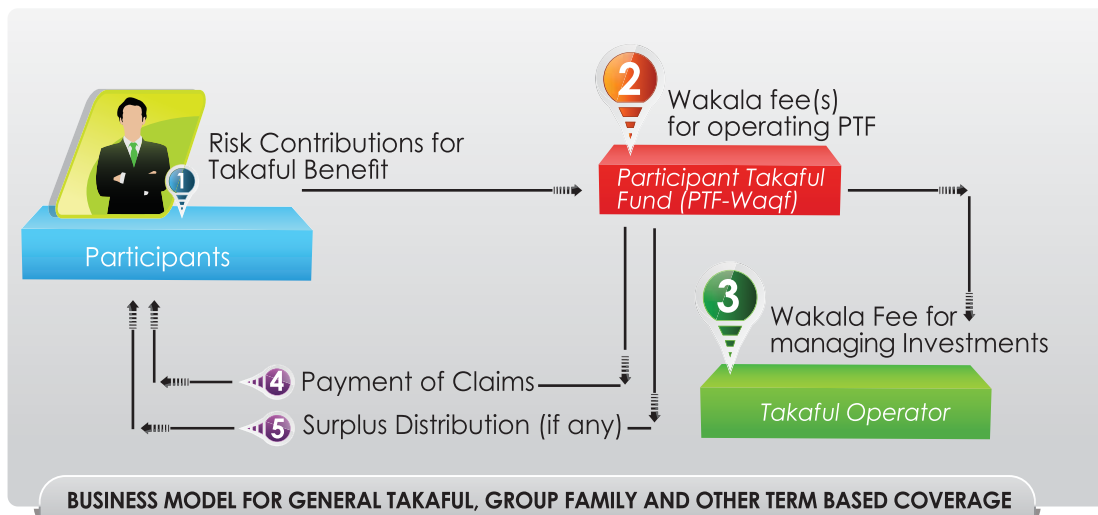 1
Risk Contributions for
Takaful Benefit
Participants
2
Wakala fee(s)
for operating PTF
Participant Takaful
Fund (PTF-Waqf)
3
Wakala Fee for
managing Investments
Takaful Operator
4 Payment of Claims
5 Surplus Distribution (if any)
BUSINESS MODEL FOR GENERAL TAKAFUL, GROUP FAMILY AND OTHER TERM BASED COVERAGE